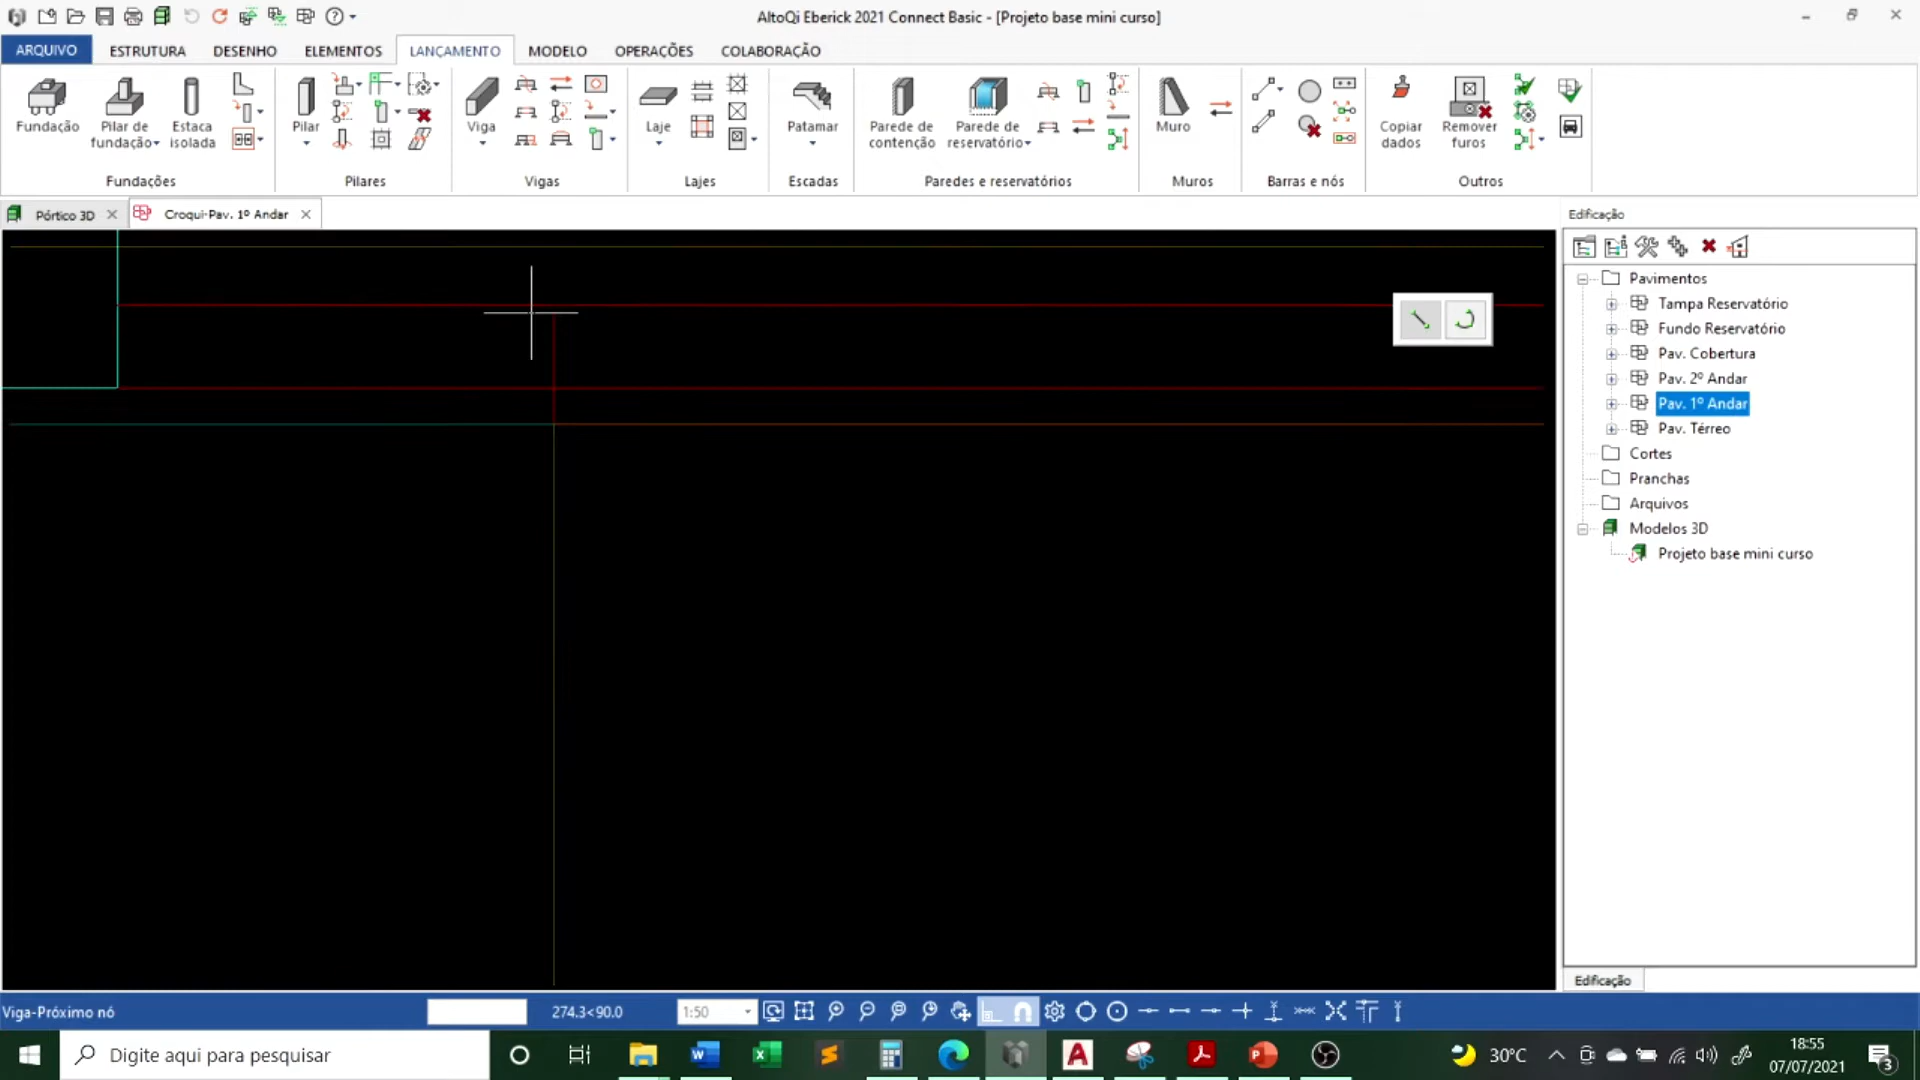 AltoQi Eberick 2021 Connect Basic - [Projeto base mini curso]
ARQUIVO ESTRUTURA DESENHO ELEMENTOS LANÇAMENTO MODELO OPERAÇÕES COLABORAÇÃO
Fundação
Pilar de fundação
Estaca isolada
Pilar
Viga
Laje
Patamar
Parede de contenção
Parede de reservatório
Muro
Copiar dados
Remover furos
Fundações Pilares Vigas Lajes Escadas Paredes e reservatórios Muros Barras e nós Outros
Pórtico 3D
Croqui-Pav. 1º Andar
Edificação
Pavimentos
Tampa Reservatório
Fundo Reservatório
Pav. Cobertura
Pav. 2º Andar
Pav. 1º Andar
Pav. Térreo
Cortes
Pranchas
Arquivos
Modelos 3D
Projeto base mini curso
Edificação
Viga-Próximo nó
274.3<90.0
1:50
Digite aqui para pesquisar
30°C
18:55
07/07/2021
3